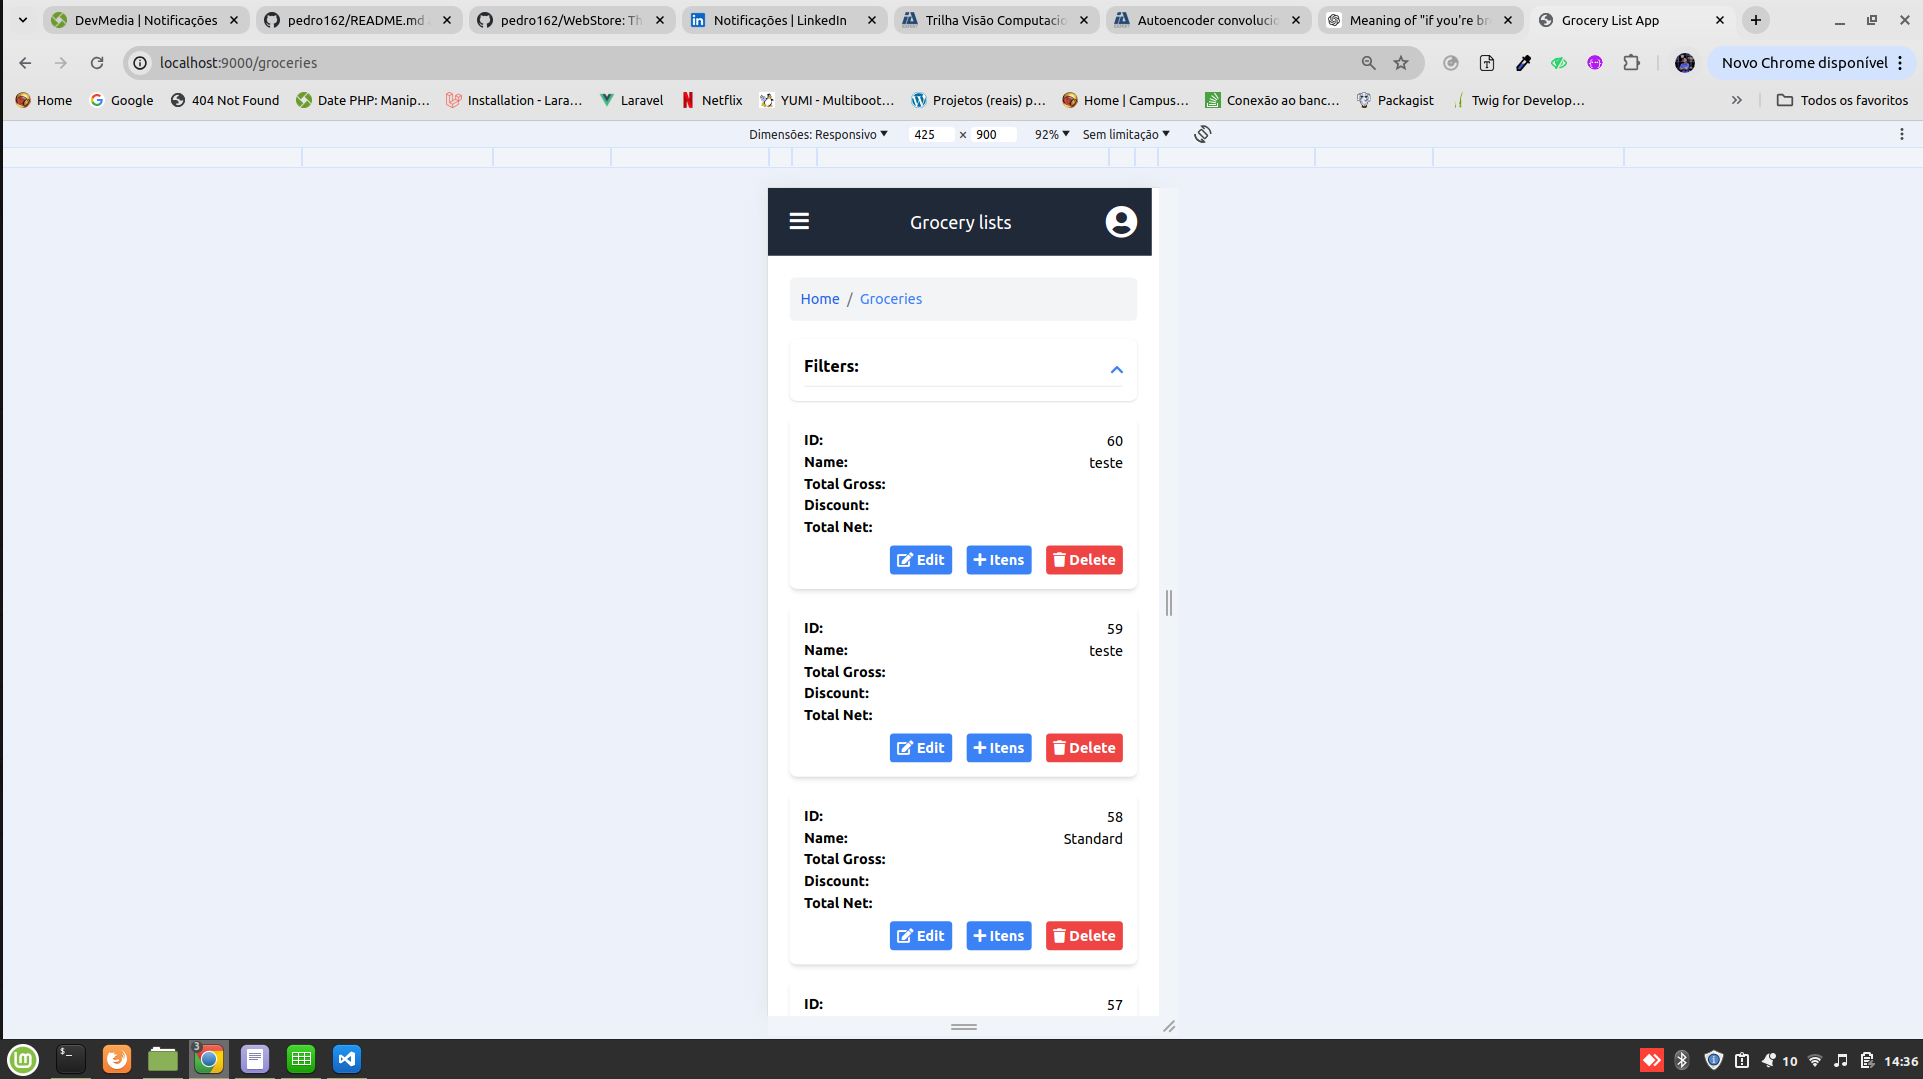 DevMedia | Notificações
pedro162/README.md
pedro162/WebStore: Th
Notificações | LinkedIn
Trilha Visão Computacio
Autoencoder convolucio
Meaning of "if you're br
Grocery List App
localhost:9000/groceries
Novo Chrome disponível
Home
Google
404 Not Found
Date PHP: Manip...
Installation - Lara...
Laravel
Netflix
YUMI - Multiboot...
Projetos (reais) p...
Home | Campus...
Conexão ao banc...
Packagist
Twig for Develop...
Todos os favoritos
Dimensões: Responsivo 425 × 900 92% Sem limitação
Grocery lists
Home / Groceries
Filters:
ID: 60
Name: teste
Total Gross:
Discount:
Total Net:
Edit Itens Delete
ID: 59
Name: teste
Total Gross:
Discount:
Total Net:
Edit Itens Delete
ID: 58
Name: Standard
Total Gross:
Discount:
Total Net:
Edit Itens Delete
ID: 57
3
10
14:36